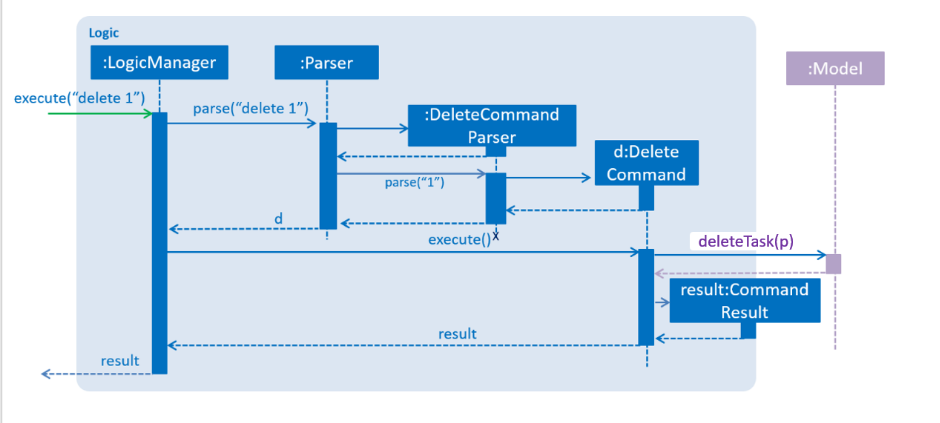 Logic
:LogicManager
:Parser
:Model
execute(“delete 1”)
parse(“delete 1”)
:DeleteCommand
Parser
d:Delete
Command
parse(“1”)
d
execute()
x
deleteTask(p)
result:Command
Result
result
result